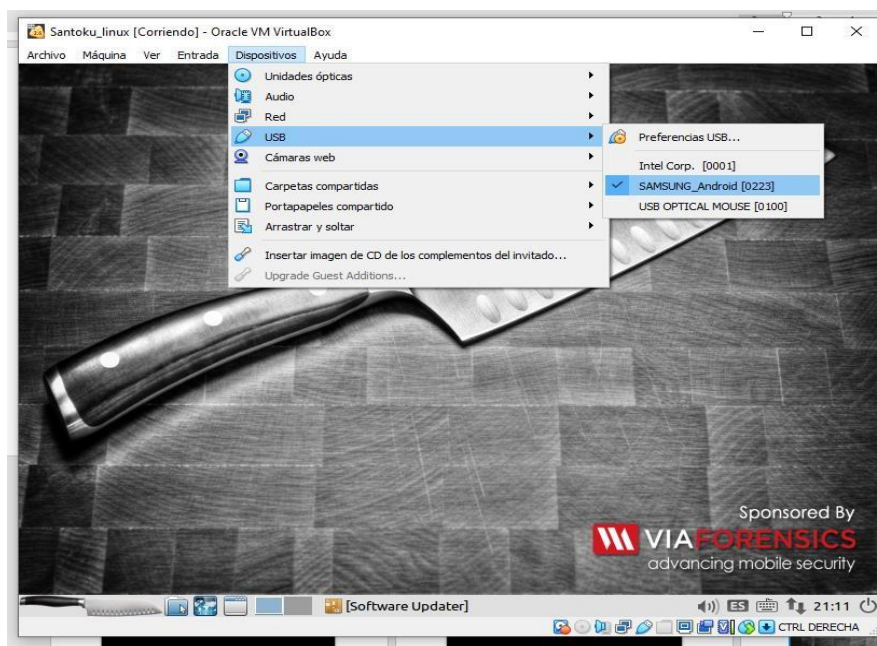 Santoku_linux [Corriendo] - Oracle VM VirtualBox
Archivo Máquina Ver Entrada Dispositivos Ayuda
Unidades ópticas
Audio
Red
USB
Cámaras web
Carpetas compartidas
Portapapeles compartido
Arrastrar y soltar
Insertar imagen de CD de los complementos del invitado...
Upgrade Guest Additions...
Preferencias USB...
Intel Corp. [0001]
SAMSUNG_Android [0223]
USB OPTICAL MOUSE [0100]
Sponsored By
VIAFORENSICS
advancing mobile security
[Software Updater]
ES
21:11
CTRL DERECHA